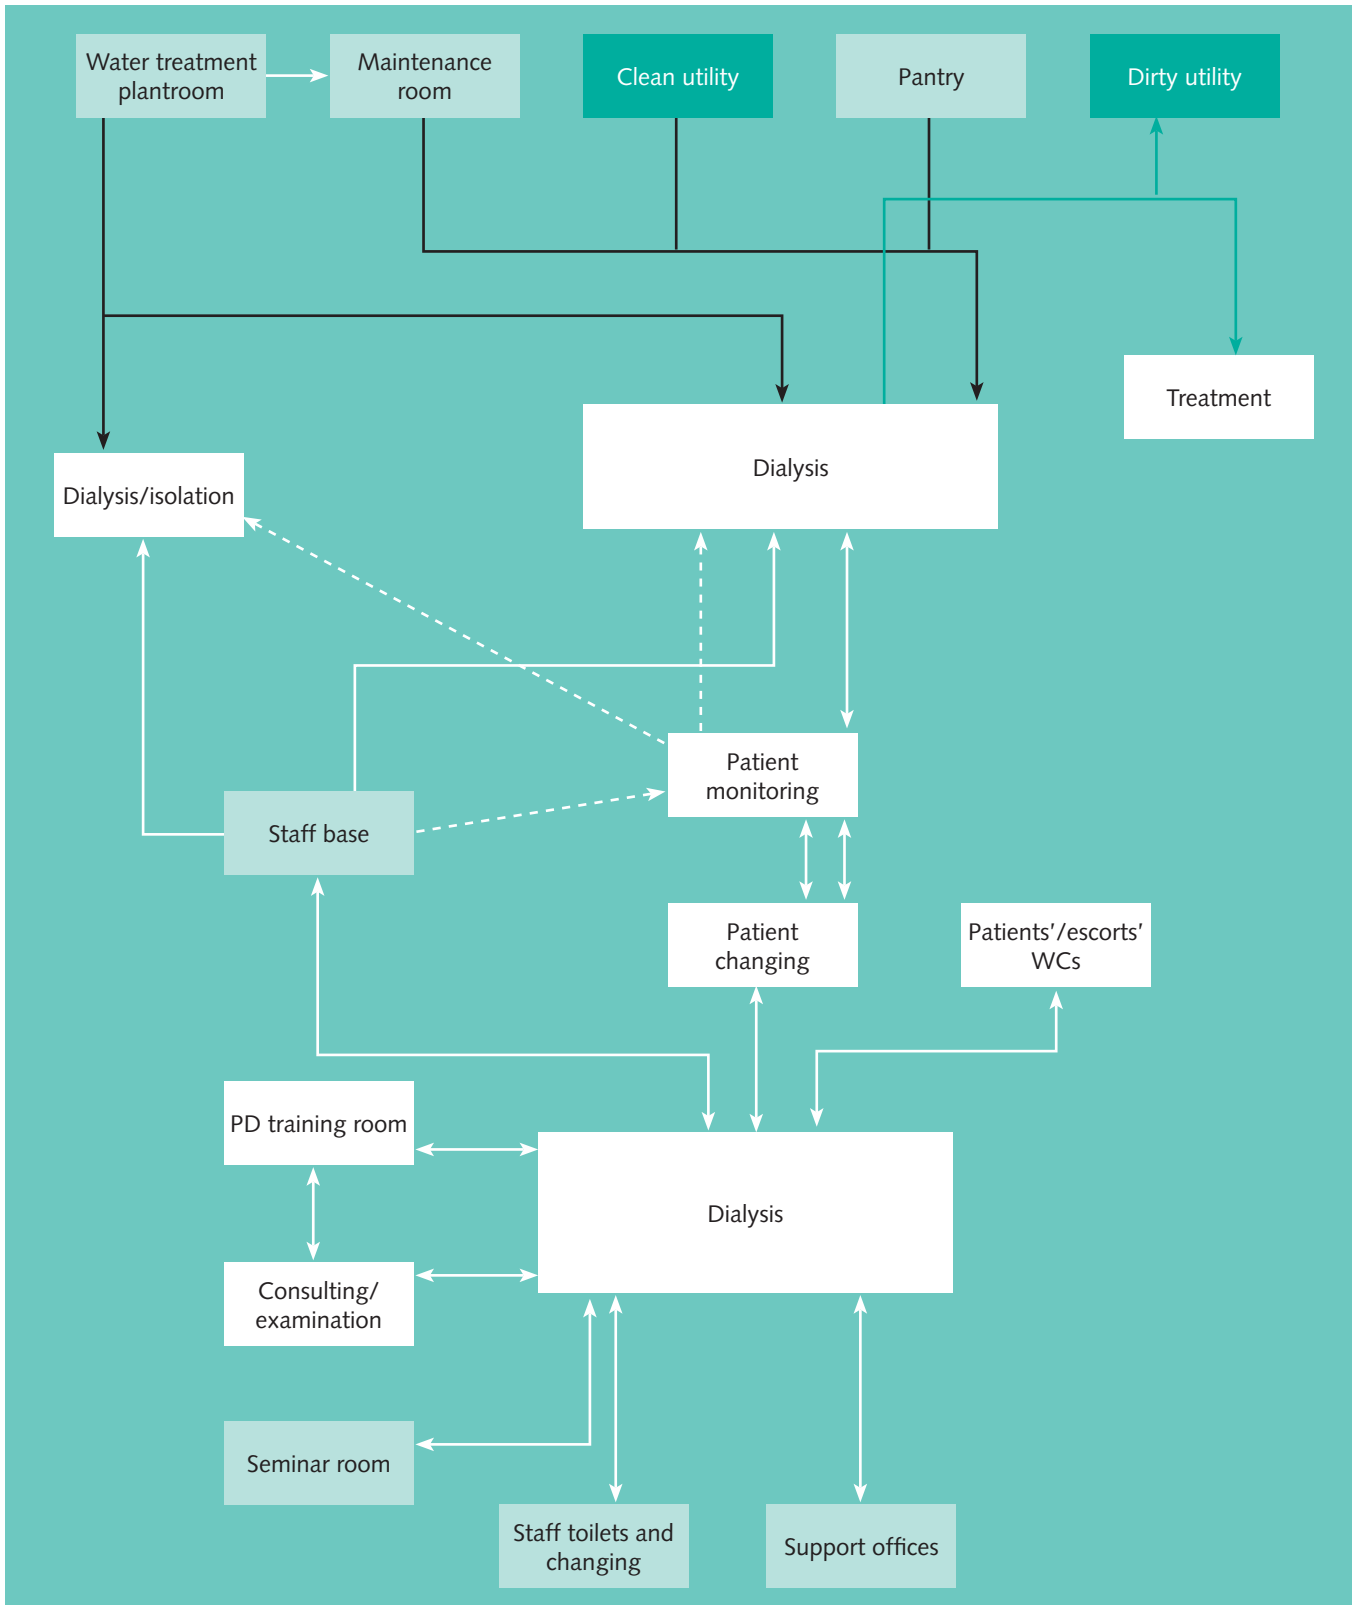 Water treatment
plantroom
Maintenance
room
Clean utility
Pantry
Dirty utility
Treatment
Dialysis
Dialysis/isolation
Patient
monitoring
Staff base
Patient
changing
Patients’/escorts’
WCs
PD training room
Dialysis
Consulting/
examination
Seminar room
Staff toilets and
changing
Support offices